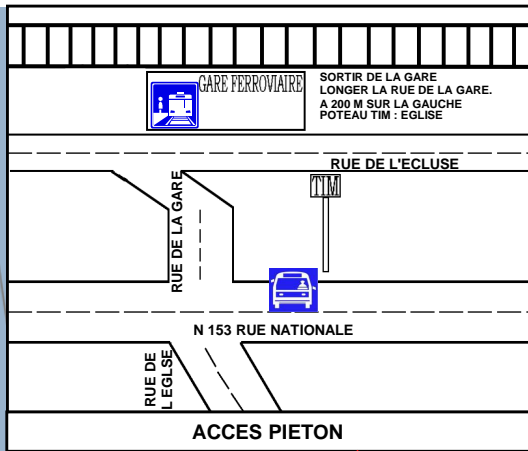 GARE FERROVIAIRE
SORTIR DE LA GARE
LONGER LA RUE DE LA GARE.
A 200 M SUR LA GAUCHE
POTEAU TIM : EGLISE
RUE DE L'ECLUSE
TIM
RUE DE LA GARE
N 153 RUE NATIONALE
RUE DE
L EGLSE
ACCES PIETON